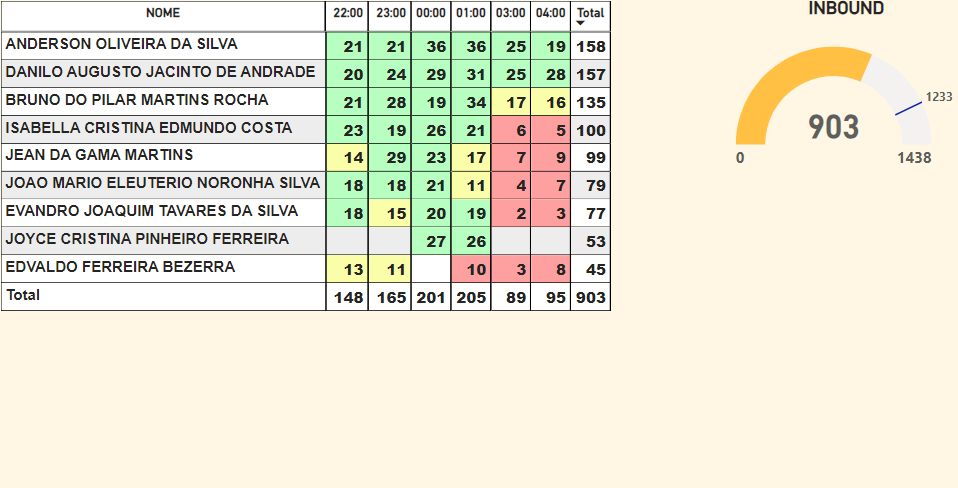 NOME 22:00 23:00 00:00 01:00 03:00 04:00 Total
ANDERSON OLIVEIRA DA SILVA 21 21 36 36 25 19 158
DANILO AUGUSTO JACINTO DE ANDRADE 20 24 29 31 25 28 157
BRUNO DO PILAR MARTINS ROCHA 21 28 19 34 17 16 135
ISABELLA CRISTINA EDMUNDO COSTA 23 19 26 21 6 5 100
JEAN DA GAMA MARTINS 14 29 23 17 7 9 99
JOAO MARIO ELEUTERIO NORONHA SILVA 18 18 21 11 4 7 79
EVANDRO JOAQUIM TAVARES DA SILVA 18 15 20 19 2 3 77
JOYCE CRISTINA PINHEIRO FERREIRA 27 26 53
EDVALDO FERREIRA BEZERRA 13 11 10 3 8 45
Total 148 165 201 205 89 95 903
INBOUND
1233
903
0 1438